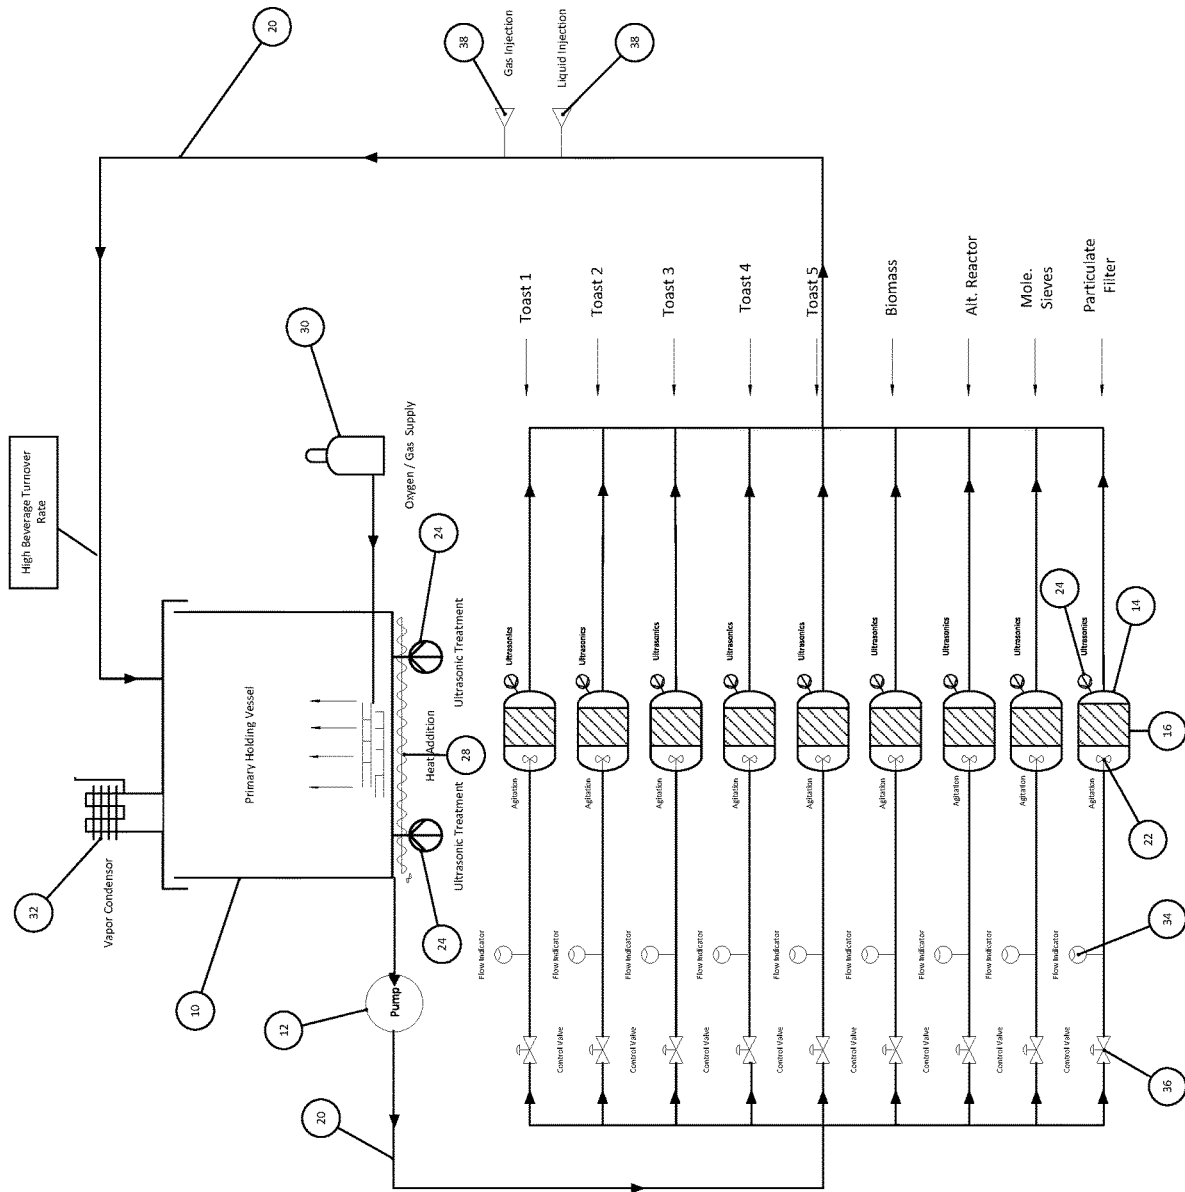 High Beverage Turnover
Rate
32
Vapor Condensor
20
10
Primary Holding Vessel
12
30
20
Pump
Oxygen / Gas Supply
28
Heat Addition
24
Ultrasonic Treatment
24
Ultrasonic Treatment
38
Gas Injection
38
Liquid Injection
Flow Indicator
Agitation
Ultrasonics
Toast 1
Control Valve
Flow Indicator
Agitation
Ultrasonics
Toast 2
Control Valve
Flow Indicator
Agitation
Ultrasonics
Toast 3
Control Valve
Flow Indicator
Agitation
Ultrasonics
Toast 4
Control Valve
Flow Indicator
Agitation
Ultrasonics
Toast 5
Control Valve
Flow Indicator
Agitation
Ultrasonics
Biomass
Control Valve
Flow Indicator
Agitation
Ultrasonics
Alt. Reactor
Control Valve
Flow Indicator
Agitation
Ultrasonics
Mole.
Sieves
Control Valve
Flow Indicator
Agitation
Ultrasonics
24
Particulate
Filter
14
36
34
22
16